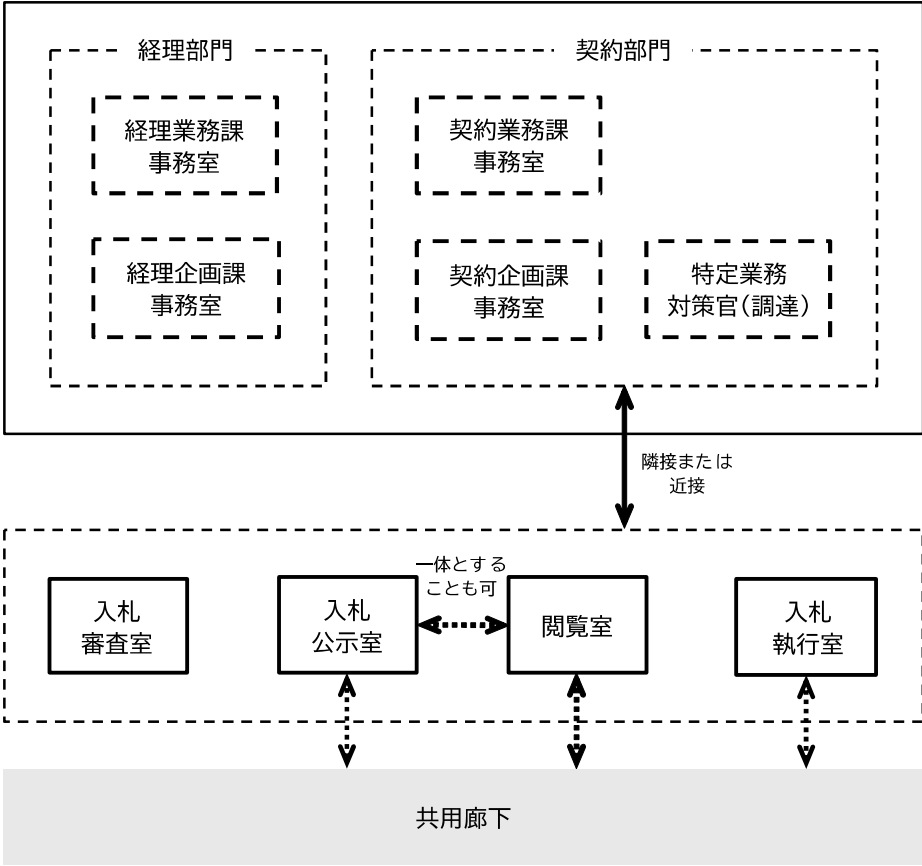 経理部門
契約部門
経理業務課
事務室
契約業務課
事務室
経理企画課
事務室
契約企画課
事務室
特定業務
対策官(調達)
隣接または
近接
一体とする
ことも可
入札
審査室
入札
公示室
閲覧室
入札
執行室
共用廊下